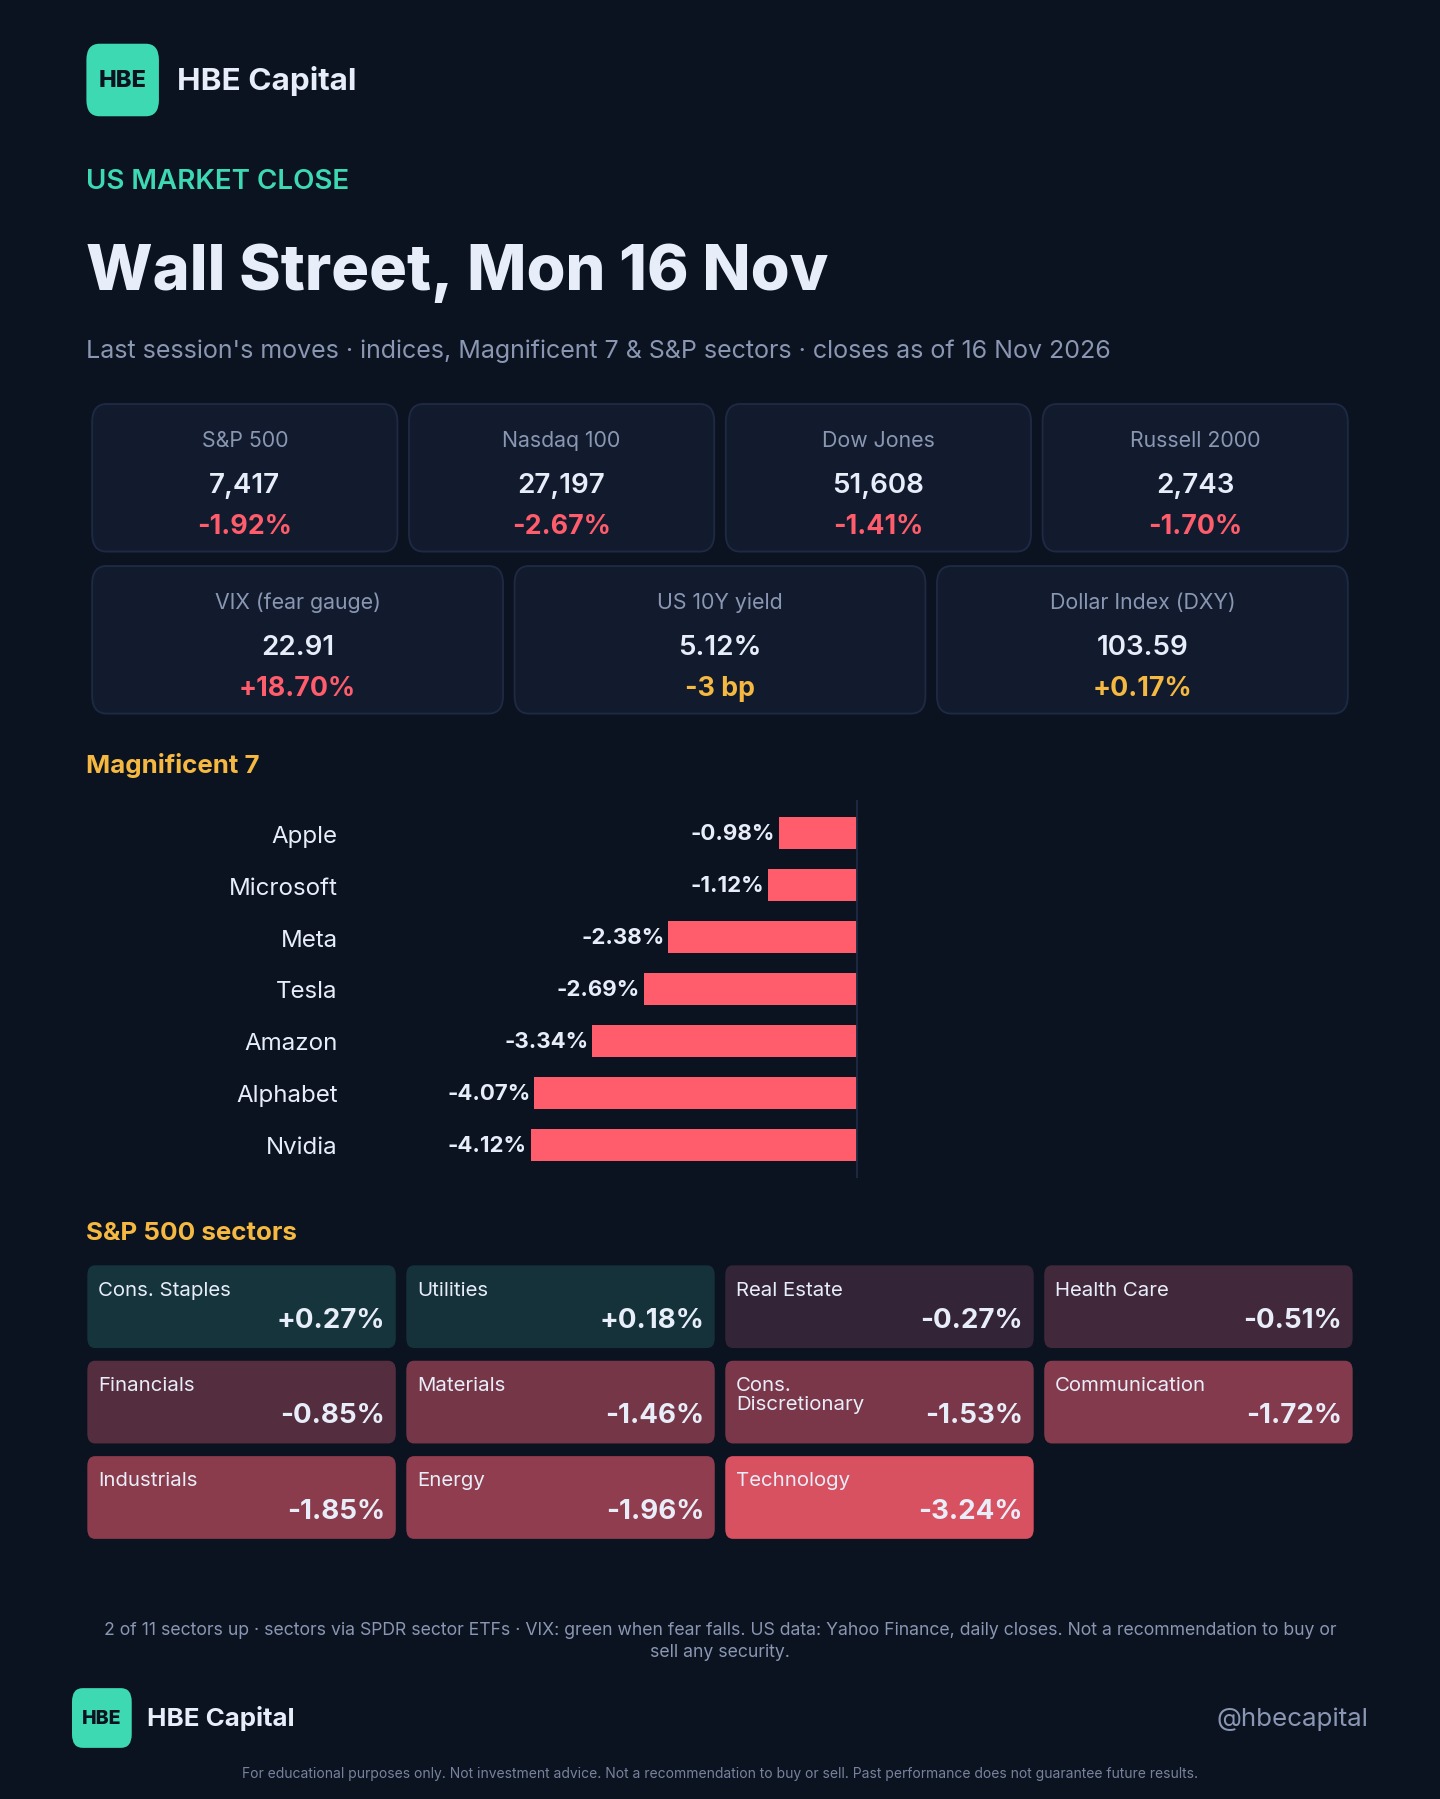 HBE HBE Capital
US MARKET CLOSE
Wall Street, Mon 16 Nov
Last session's moves · indices, Magnificent 7 & S&P sectors · closes as of 16 Nov 2026
S&P 500
7,417
-1.92%
Nasdaq 100
27,197
-2.67%
Dow Jones
51,608
-1.41%
Russell 2000
2,743
-1.70%
VIX (fear gauge)
22.91
+18.70%
US 10Y yield
5.12%
-3 bp
Dollar Index (DXY)
103.59
+0.17%
Magnificent 7
Apple -0.98%
Microsoft -1.12%
Meta -2.38%
Tesla -2.69%
Amazon -3.34%
Alphabet -4.07%
Nvidia -4.12%
S&P 500 sectors
Cons. Staples
+0.27%
Utilities
+0.18%
Real Estate
-0.27%
Health Care
-0.51%
Financials
-0.85%
Materials
-1.46%
Cons.
Discretionary
-1.53%
Communication
-1.72%
Industrials
-1.85%
Energy
-1.96%
Technology
-3.24%
2 of 11 sectors up · sectors via SPDR sector ETFs · VIX: green when fear falls. US data: Yahoo Finance, daily closes. Not a recommendation to buy or
sell any security.
HBE HBE Capital
@hbecapital
For educational purposes only. Not investment advice. Not a recommendation to buy or sell. Past performance does not guarantee future results.